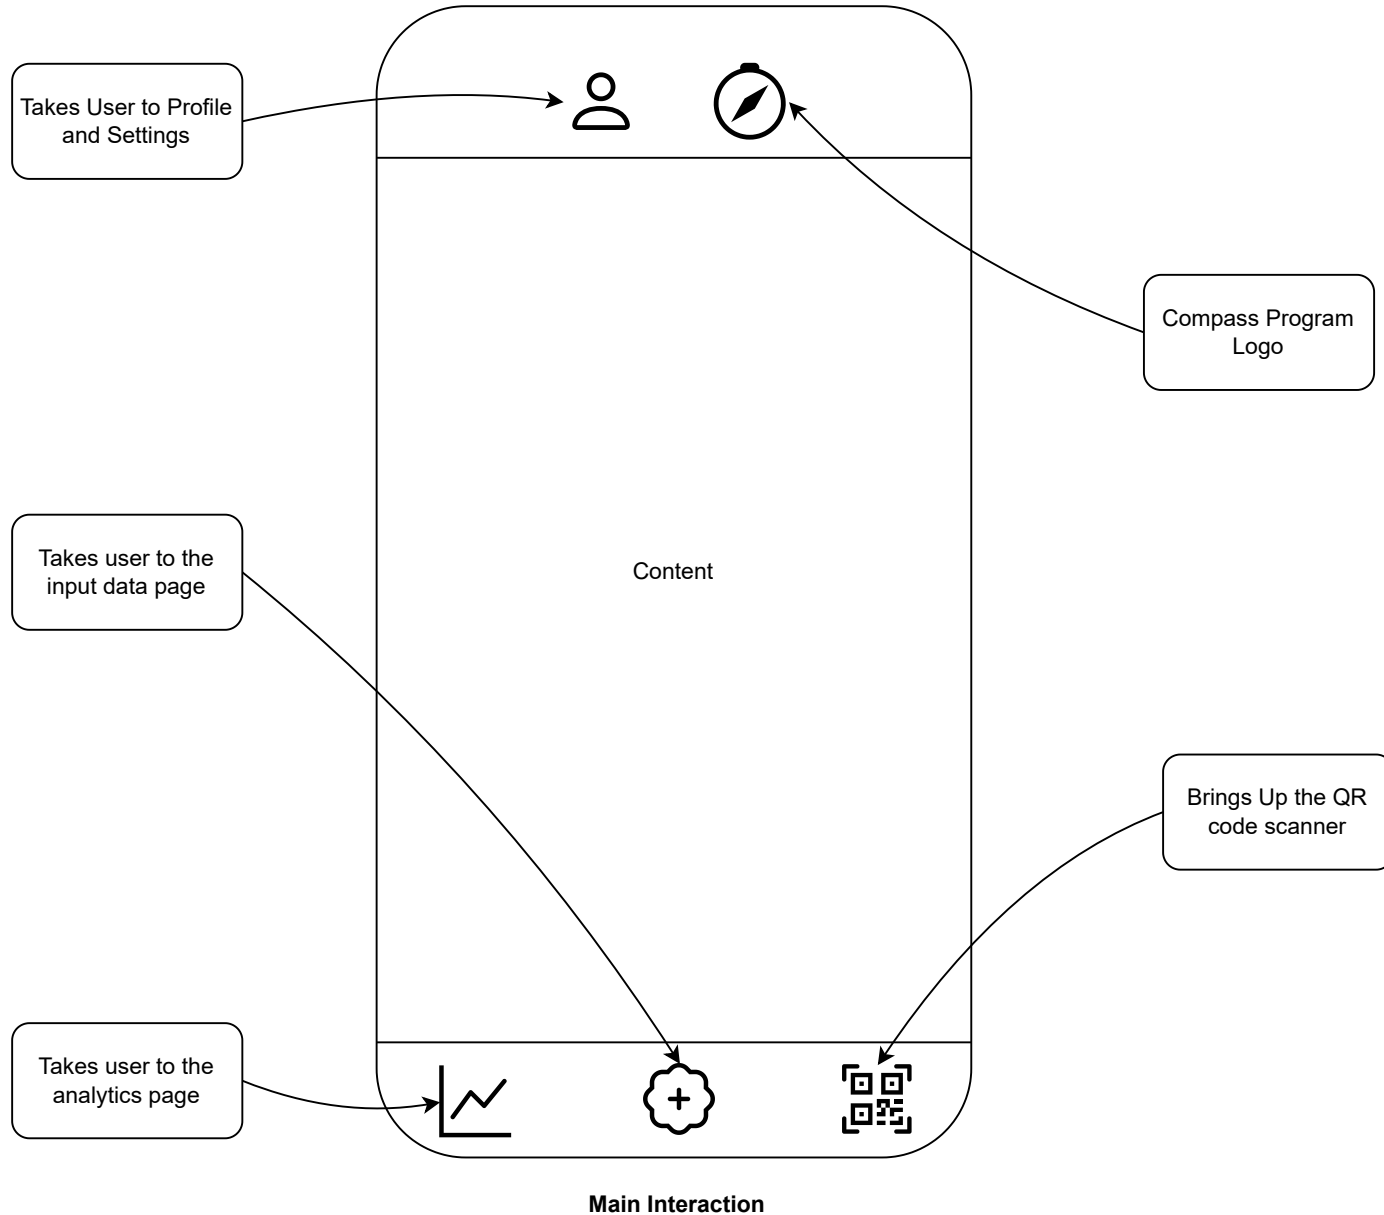 Takes User to Profile
and Settings
Compass Program
Logo
Takes user to the
input data page
Content
Brings Up the QR
code scanner
Takes user to the
analytics page
Main Interaction